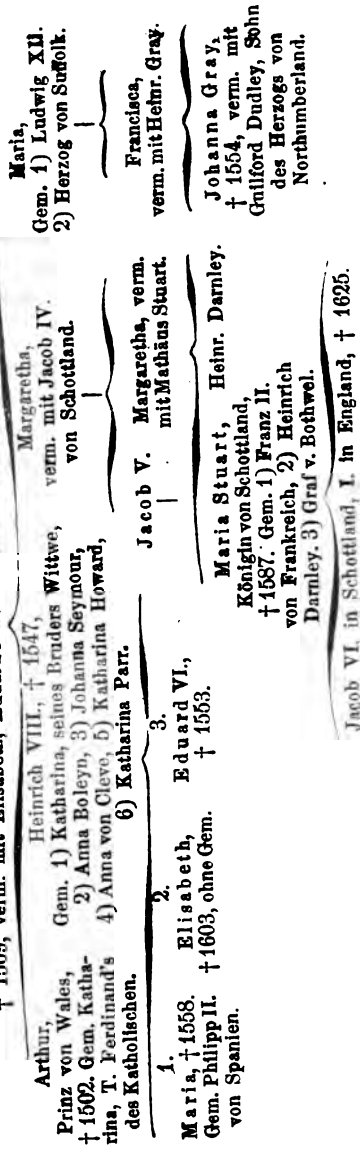 † 1509, verm. mit Elisabeth,
Arthur,
Prinz von Wales,
† 1502. Gem. Katha-
rina, T. Ferdinand's
des Katholischen.
Heinrich VIII., † 1547,
Gem. 1) Katharina, seines Bruders Wittwe,
2) Anna Boleyn, 3) Johanna Seymour,
4) Anna von Cleve, 5) Katharina Howard,
6) Katharina Parr.
Margaretha,
verm. mit Jacob IV.
von Schottland.
Maria,
Gem. 1) Ludwig XII.
2) Herzog von Suffolk.
1.
Maria, † 1558.
Gem. Philipp II.
von Spanien.
2.
Elisabeth,
† 1603, ohne Gem.
3.
Eduard VI.,
† 1553.
Jacob V.
Margaretha, verm.
mit Mathäus Stuart.
Francisca,
verm. mit Heinr. Gray.
Maria Stuart,
Königin von Schottland,
† 1587. Gem. 1) Franz II.
von Frankreich, 2) Heinrich
Darnley. 3) Graf v. Bothwel.
Heinr. Darnley.
Johanna Gray,
† 1554, verm. mit
Guilford Dudley, Sohn
des Herzogs von
Northumberland.
Jacob VI. in Schottland, I. in England, † 1625.